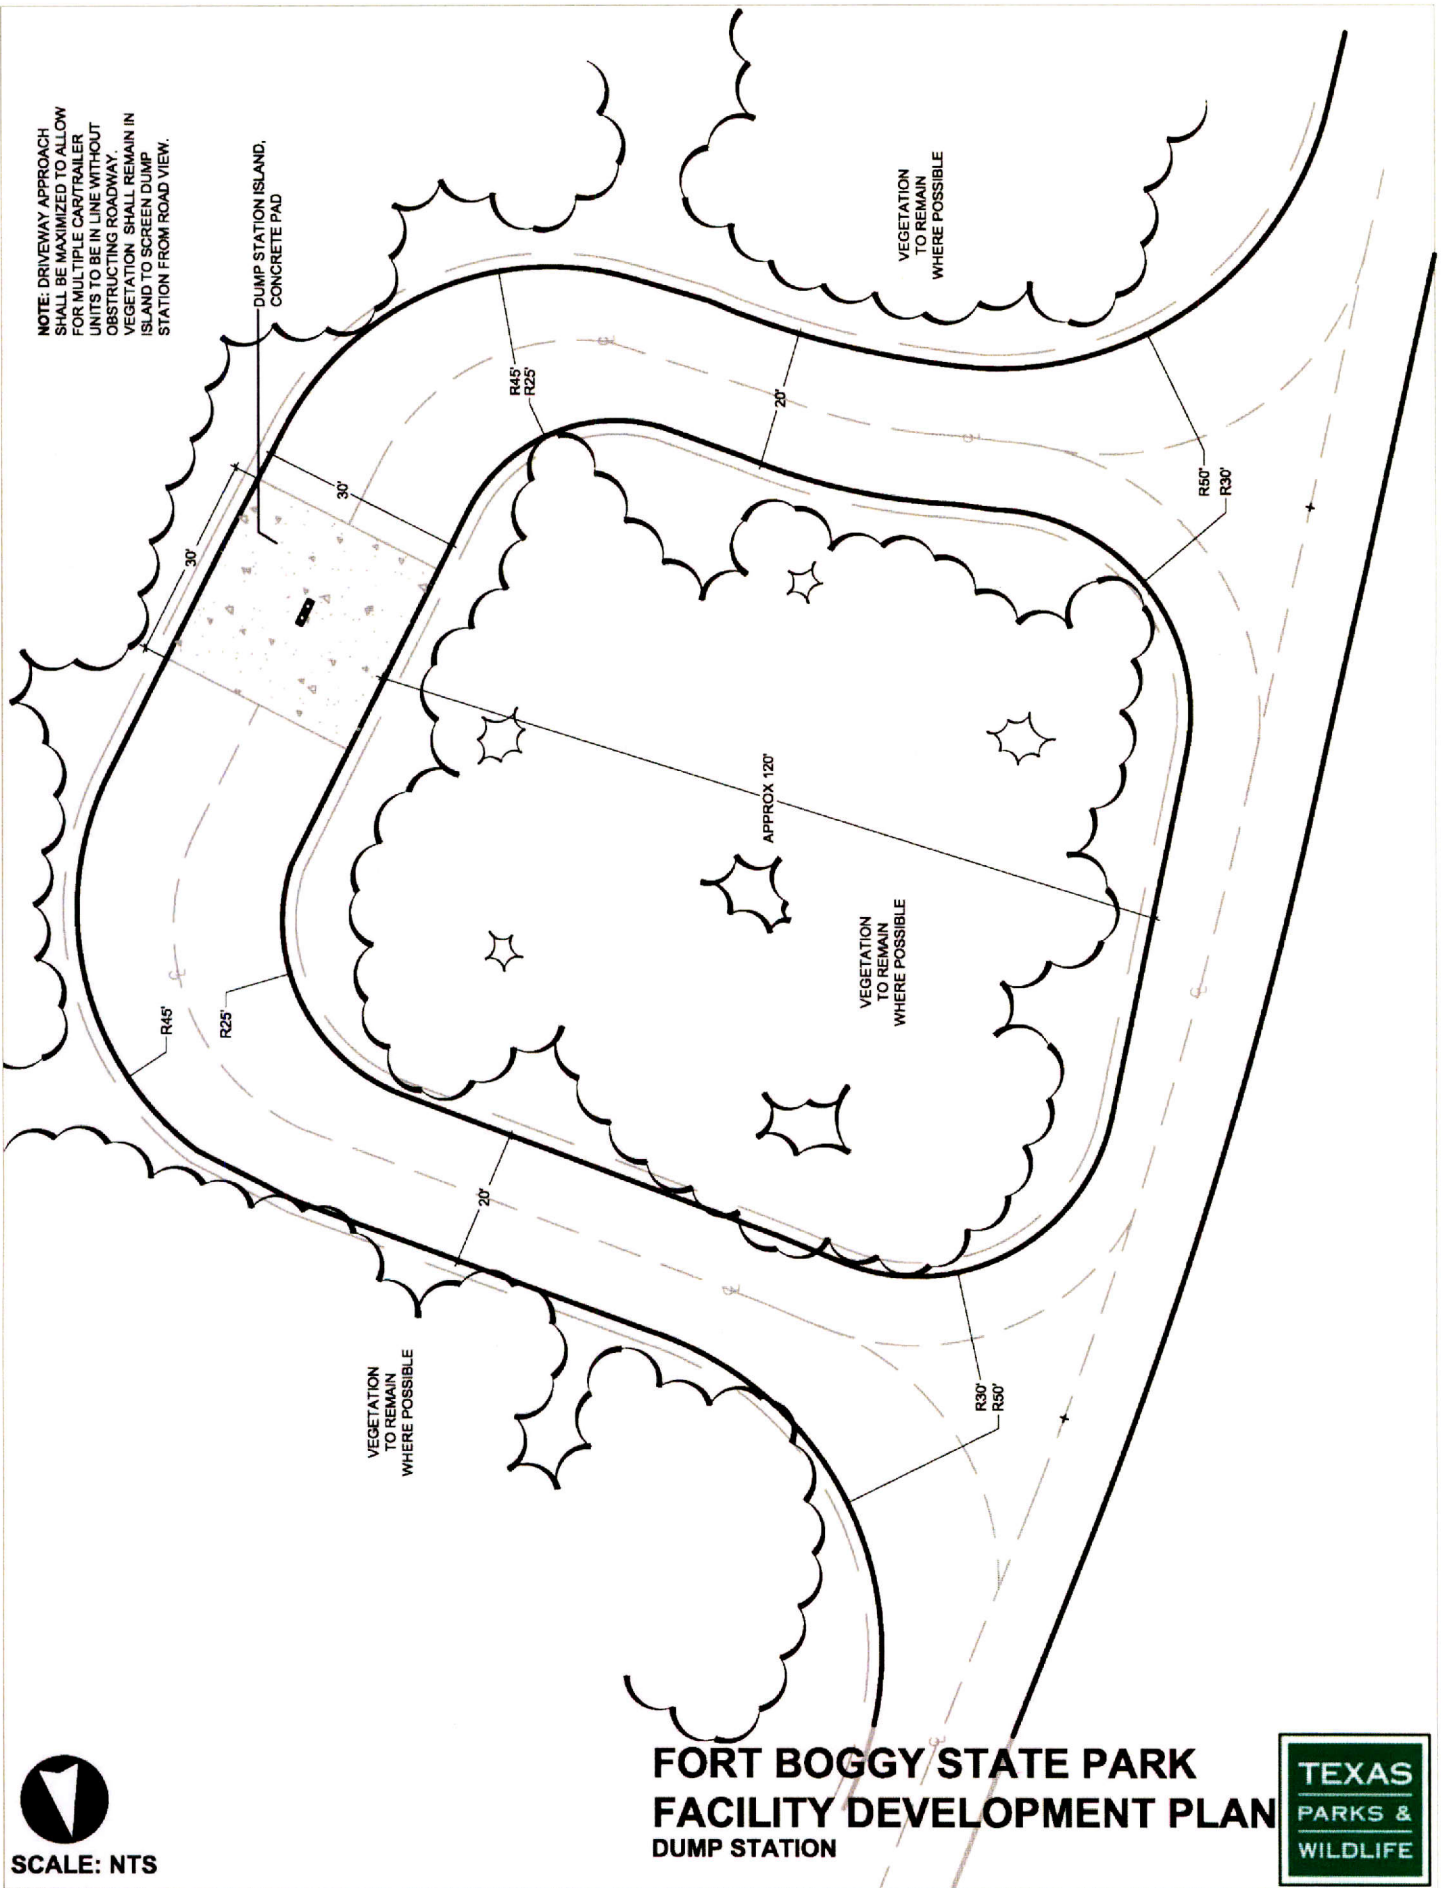 NOTE: DRIVEWAY APPROACH
SHALL BE MAXIMIZED TO ALLOW
FOR MULTIPLE CAR/TRAILER
UNITS TO BE IN LINE WITHOUT
OBSTRUCTING ROADWAY.
VEGETATION SHALL REMAIN IN
ISLAND TO SCREEN DUMP
STATION FROM ROAD VIEW.
DUMP STATION ISLAND,
CONCRETE PAD
VEGETATION
TO REMAIN
WHERE POSSIBLE
R45'
R25'
20'
30'
30'
R50'
R30'
APPROX 120'
VEGETATION
TO REMAIN
WHERE POSSIBLE
R45'
R25'
20'
VEGETATION
TO REMAIN
WHERE POSSIBLE
R30'
R50'
SCALE: NTS
FORT BOGGY STATE PARK
FACILITY DEVELOPMENT PLAN
DUMP STATION
TEXAS
PARKS &
WILDLIFE